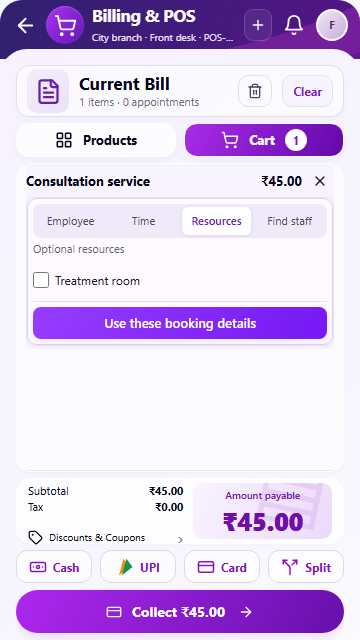 Billing & POS
City branch · Front desk · POS-...
F
Current Bill
1 items · 0 appointments
Clear
Products
Cart 1
Consultation service ₹45.00
Employee Time Resources Find staff
Optional resources
Treatment room
Use these booking details
Subtotal ₹45.00
Tax ₹0.00
Discounts & Coupons
Amount payable
₹45.00
Cash UPI Card Split
Collect ₹45.00